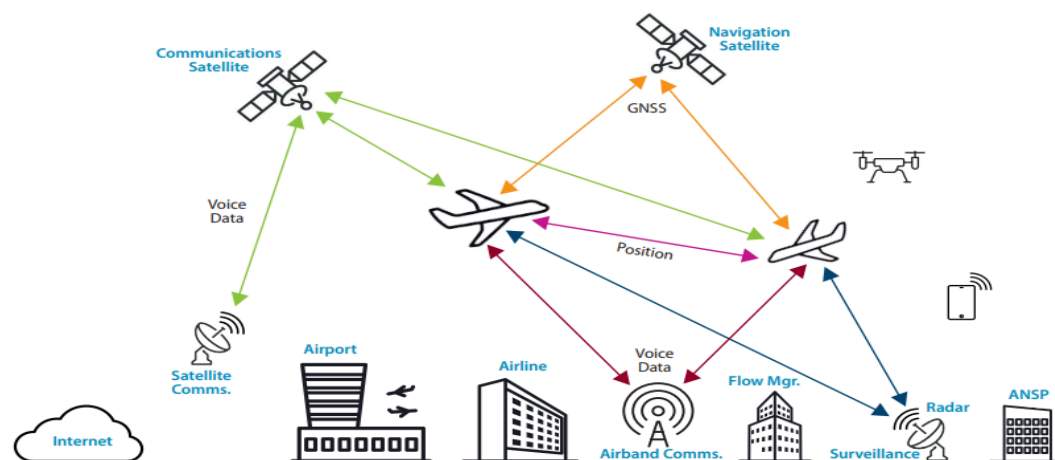 Communications
Satellite
Navigation
Satellite
GNSS
Voice
Data
Position
Satellite
Comms.
Airport
Airline
Voice
Data
Flow Mgr.
Radar
ANSP
Internet
Airband Comms.
Surveillance